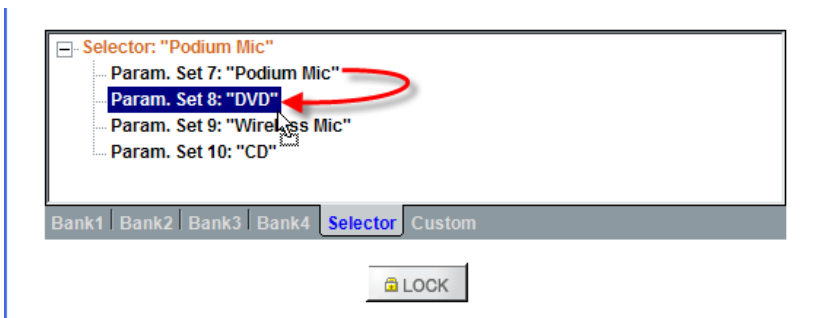 Selector: "Podium Mic"
Param. Set 7: "Podium Mic"
Param. Set 8: "DVD"
Param. Set 9: "Wireless Mic"
Param. Set 10: "CD"
Bank1 Bank2 Bank3 Bank4 Selector Custom
LOCK